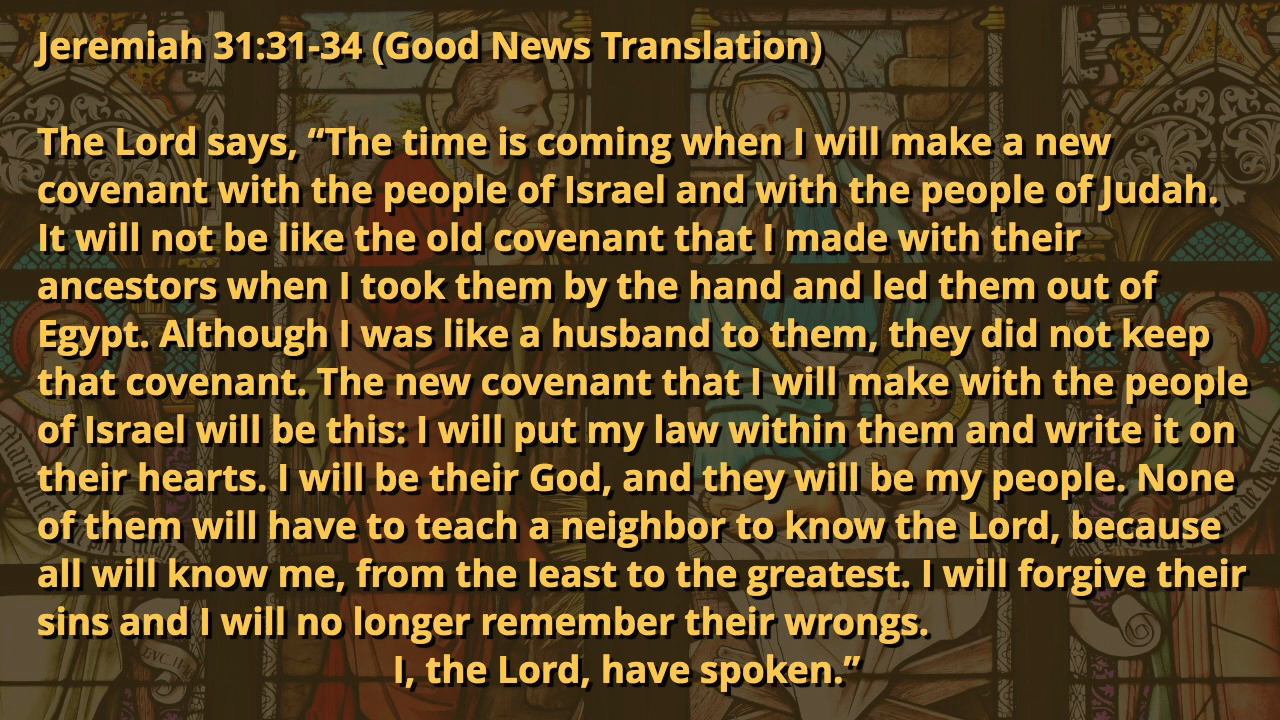 Jeremiah 31:31-34 (Good News Translation)
The Lord says, “The time is coming when I will make a new
covenant with the people of Israel and with the people of Judah.
It will not be like the old covenant that I made with their
ancestors when I took them by the hand and led them out of
Egypt. Although I was like a husband to them, they did not keep
that covenant. The new covenant that I will make with the people
of Israel will be this: I will put my law within them and write it on
their hearts. I will be their God, and they will be my people. None
of them will have to teach a neighbor to know the Lord, because
all will know me, from the least to the greatest. I will forgive their
sins and I will no longer remember their wrongs.
I, the Lord, have spoken.”